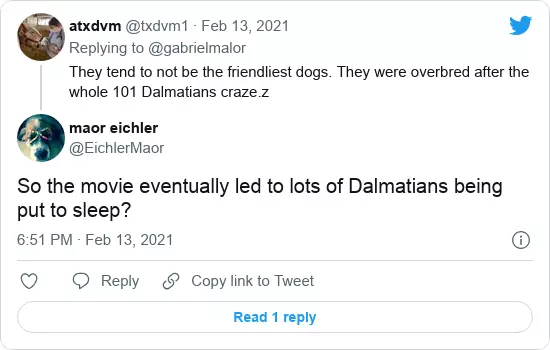 atxdvm @txdvm1 · Feb 13, 2021
Replying to @gabrielmalor
They tend to not be the friendliest dogs. They were overbred after the
whole 101 Dalmatians craze.z
maor eichler
@EichlerMaor
So the movie eventually led to lots of Dalmatians being
put to sleep?
6:51 PM · Feb 13, 2021
Reply Copy link to Tweet
Read 1 reply